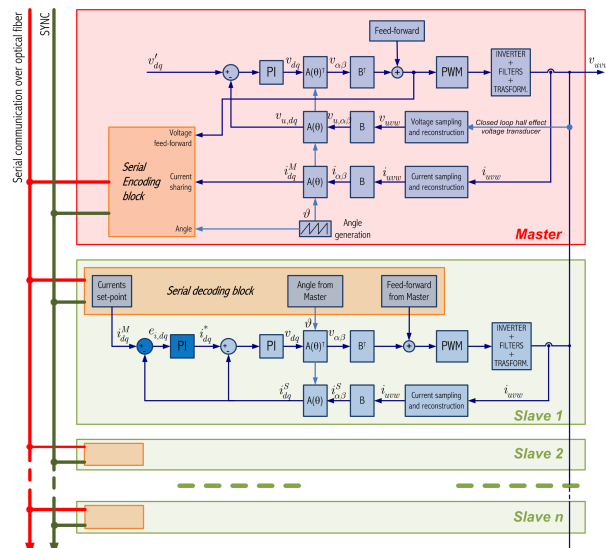 Serial communication over optical fiber
SYNC
Feed-forward
v′dq
+
-
PI
vdq
A(θ)ᵀ
vαβ
Bᵀ
+
PWM
INVERTER
+
FILTERS
+
TRASFORM.
vu,dq
A(θ)
vu,αβ
B
vuvw
Voltage sampling
and reconstruction
Closed loop hall effect
voltage transducer
Voltage
feed-forward
Serial
Encoding
block
Current
sharing
Angle
iMdq
A(θ)
iαβ
B
iuvw
Current sampling
and reconstruction
iuvw
ϑ
Angle
generation
Master
Currents
set-point
Serial decoding block
Angle from
Master
Feed-forward
from Master
ϑ
iMdq
ei,dq
PI
i*dq
PI
vdq
A(θ)ᵀ
vαβ
Bᵀ
+
PWM
INVERTER
+
FILTERS
+
TRASFORM.
iSdq
A(θ)
iSαβ
B
iuvw
Current sampling
and reconstruction
iuvw
Slave 1
Slave 2
Slave n